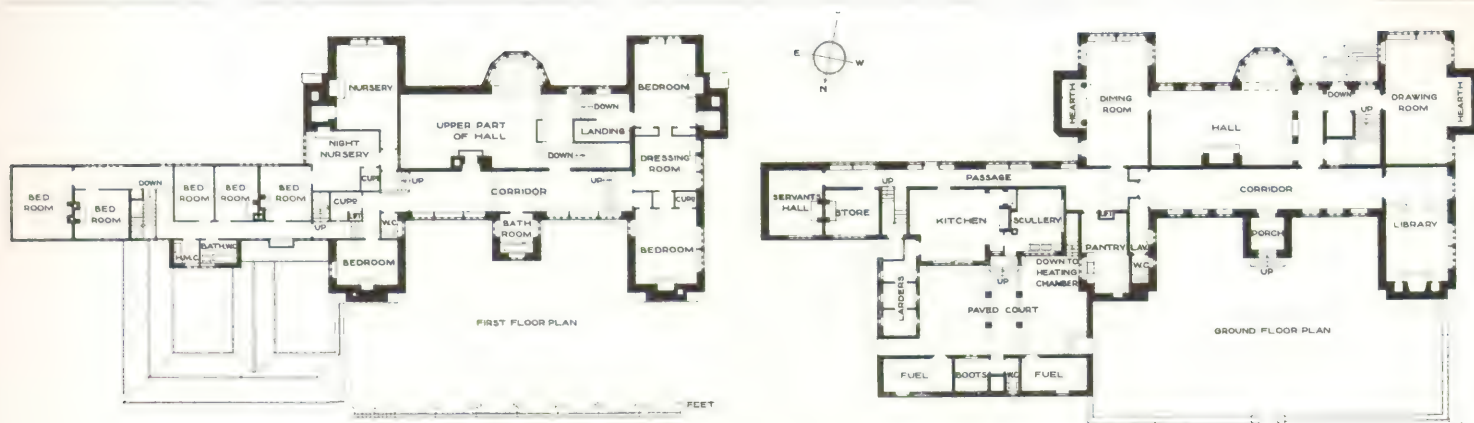 NURSERY
UPPER PART
OF HALL
DOWN
LANDING
DOWN
BEDROOM
NIGHT
NURSERY
CUPD
DRESSING
ROOM
BED
ROOM
BED
ROOM
DOWN
BED
ROOM
BED
ROOM
BED
ROOM
CUPD
UP
CORRIDOR
UP
CUPD
LIFT
UP
W.C.
BATH
W.C.
H.M.C.
BATH
ROOM
BEDROOM
BEDROOM
FIRST FLOOR PLAN
FEET
E
W
N
HEARTH
DINING
ROOM
HALL
DOWN
UP
DRAWING
ROOM
HEARTH
PASSAGE
SERVANTS
HALL
STORE
UP
KITCHEN
SCULLERY
CORRIDOR
LIFT
PANTRY
LAV.
W.C.
PORCH
UP
LIBRARY
LARDERS
UP
DOWN TO
HEATING
CHAMBER
PAVED COURT
GROUND FLOOR PLAN
FUEL
BOOTS
W.C.
FUEL